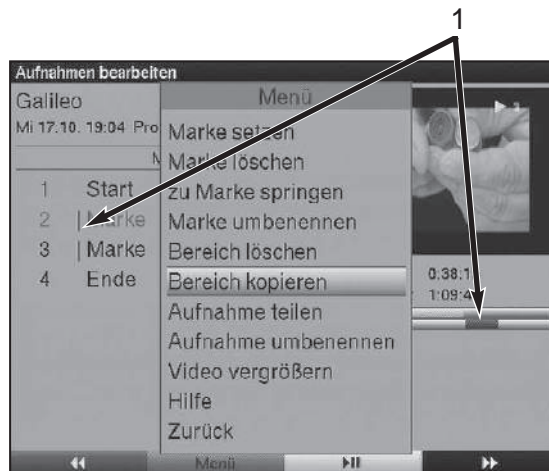 1
Aufnahmen bearbeiten
Galileo
Mi 17.10. 19:04 Pro
Menü
Marke setzen
Marke löschen
zu Marke springen
Marke umbenennen
Bereich löschen
Bereich kopieren
Aufnahme teilen
Aufnahme umbenennen
Video vergrößern
Hilfe
Zurück
M
1 Start
2 | Marke
3 | Marke
4 Ende
0:38:1
1:09:4
Menü